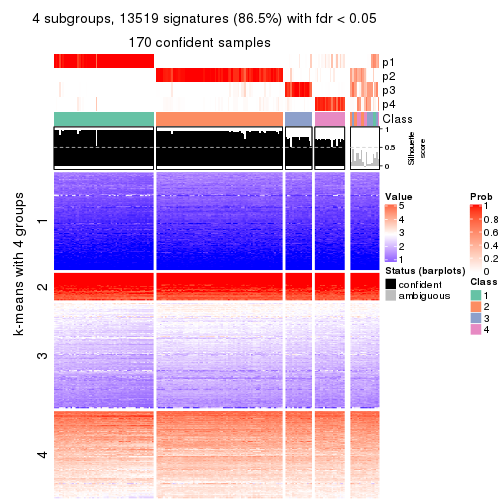 4 subgroups, 13519 signatures (86.5%) with fdr < 0.05
170 confident samples
p1
p2
p3
p4
Class
1
0.5
0
Silhouette
score
k-means with 4 groups
1
2
3
4
Value
5
4
3
2
1
Status (barplots)
confident
ambiguous
Prob
1
0.8
0.6
0.4
0.2
0
Class
1
2
3
4